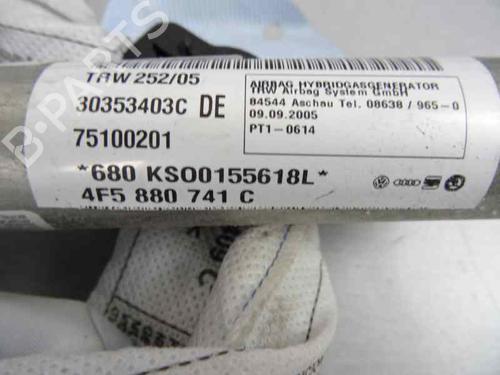 TRW 252/05
30353403C DE
75100201
*680 KSO0155618L*
4F5 880 741 C
AIRBAG HYBRIDGASGENERATOR
TRW Airbag System GmbH
84544 Aschau Tel. 08638 / 965-0
09.09.2005
PT1-0614
B-PARTS